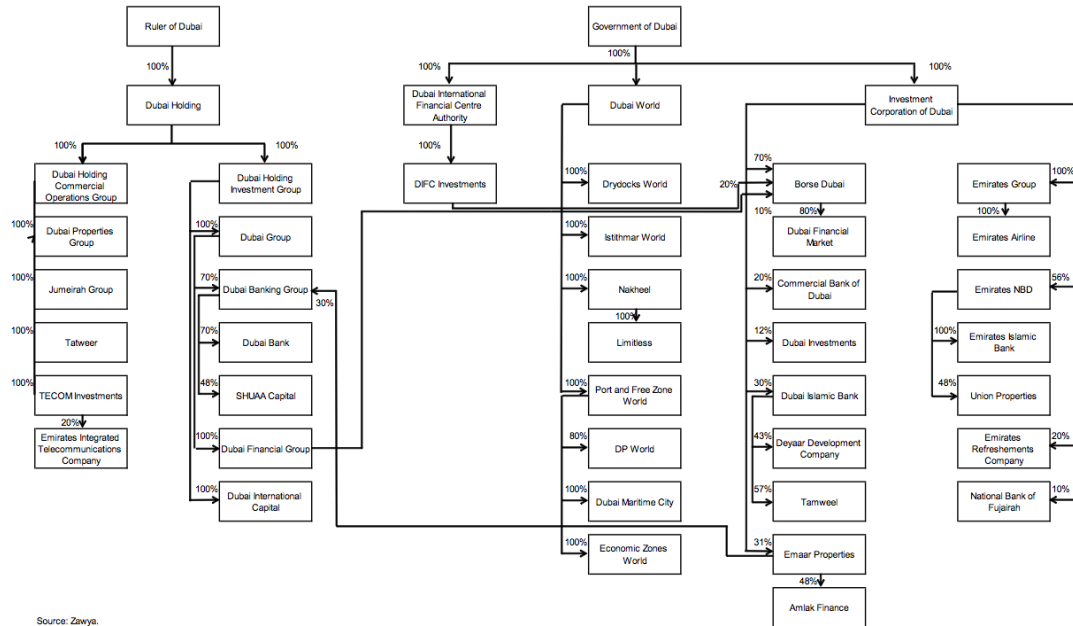 Ruler of Dubai
Government of Dubai
100%
100%
100%
100%
Dubai Holding
Dubai International
Financial Centre
Authority
Dubai World
Investment
Corporation of Dubai
100%
100%
100%
Dubai Holding
Commercial
Operations Group
Dubai Holding
Investment Group
DIFC Investments
100%
Drydocks World
20%
70%
Borse Dubai
Emirates Group
100%
100%
Dubai Properties
Group
100%
Dubai Group
100%
Istithmar World
10%
80%
Dubai Financial
Market
100%
Emirates Airline
100%
Jumeirah Group
70%
Dubai Banking Group
30%
100%
Nakheel
20%
Commercial Bank of
Dubai
Emirates NBD
56%
100%
Tatweer
70%
Dubai Bank
100%
Limitless
12%
Dubai Investments
100%
Emirates Islamic
Bank
100%
TECOM Investments
48%
SHUAA Capital
100%
Port and Free Zone
World
30%
Dubai Islamic Bank
48%
Union Properties
20%
Emirates Integrated
Telecommunications
Company
100%
Dubai Financial Group
80%
DP World
43%
Deyaar Development
Company
Emirates
Refreshements
Company
20%
100%
Dubai International
Capital
100%
Dubai Maritime City
57%
Tamweel
National Bank of
Fujairah
10%
100%
Economic Zones
World
31%
Emaar Properties
48%
Amlak Finance
Source: Zawya.